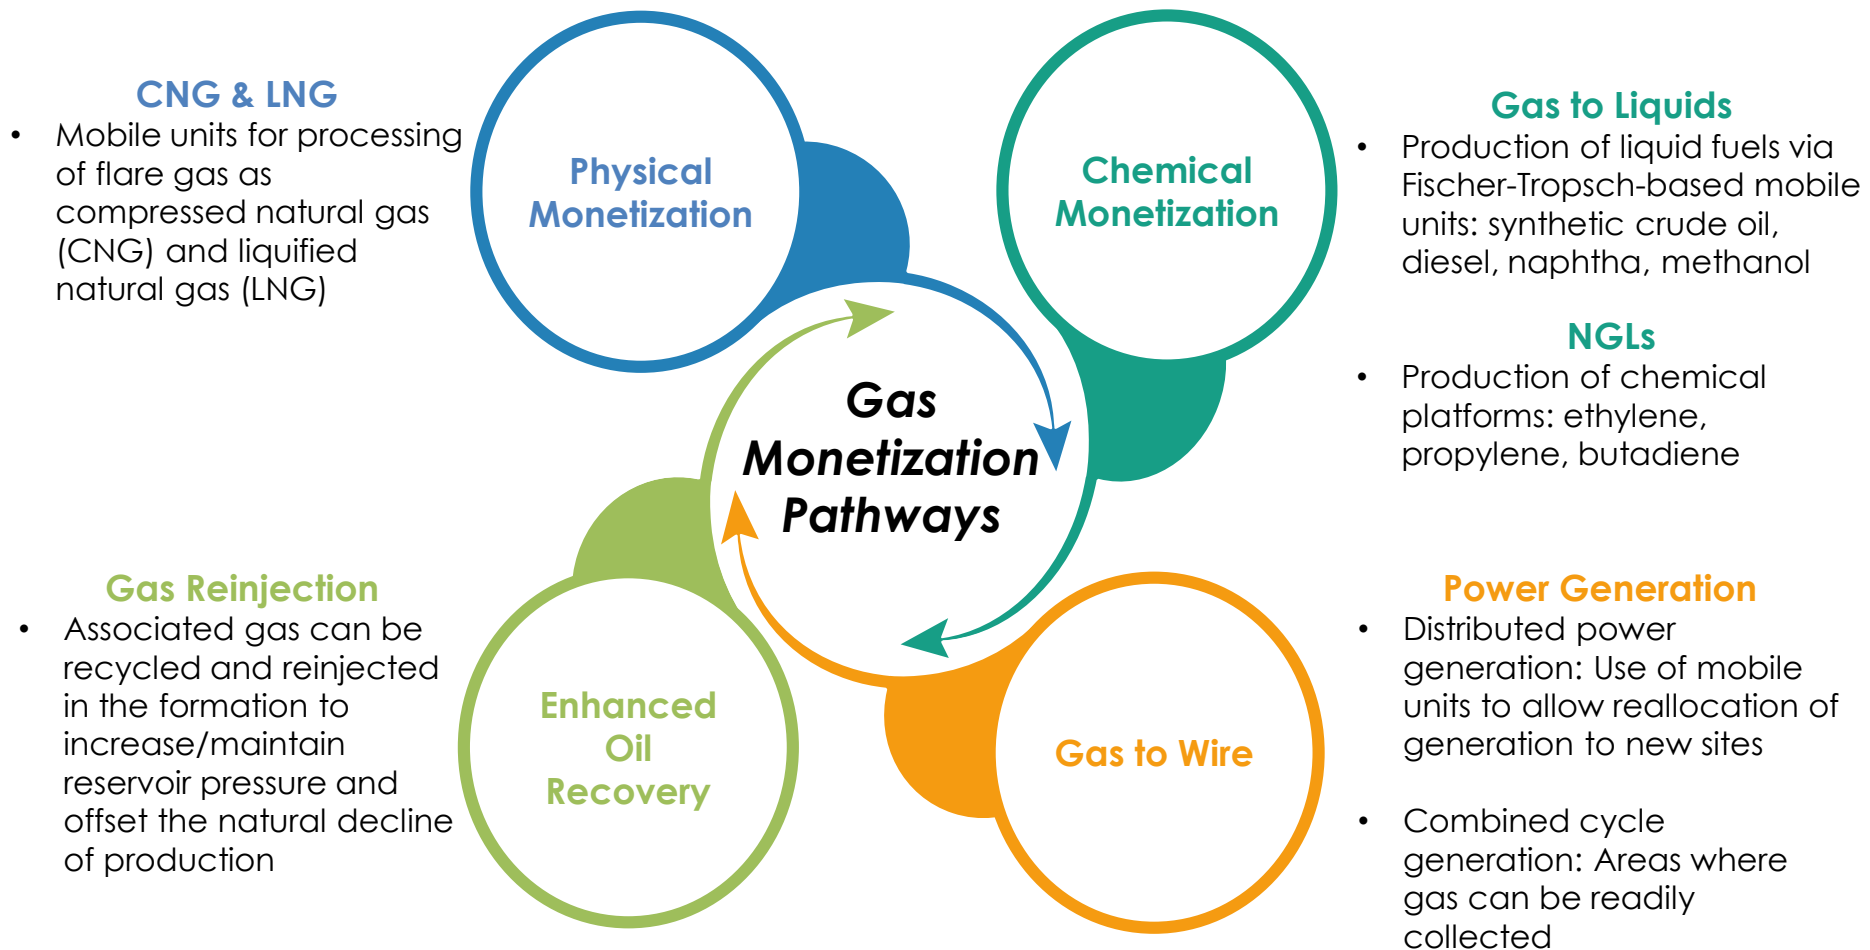 CNG & LNG
• Mobile units for processing
of flare gas as
compressed natural gas
(CNG) and liquified
natural gas (LNG)
Physical
Monetization
Chemical
Monetization
Gas to Liquids
• Production of liquid fuels via
Fischer-Tropsch-based mobile
units: synthetic crude oil,
diesel, naphtha, methanol
NGLs
• Production of chemical
platforms: ethylene,
propylene, butadiene
Gas
Monetization
Pathways
Gas Reinjection
• Associated gas can be
recycled and reinjected
in the formation to
increase/maintain
reservoir pressure and
offset the natural decline
of production
Enhanced
Oil
Recovery
Gas to Wire
Power Generation
• Distributed power
generation: Use of mobile
units to allow reallocation of
generation to new sites
• Combined cycle
generation: Areas where
gas can be readily
collected